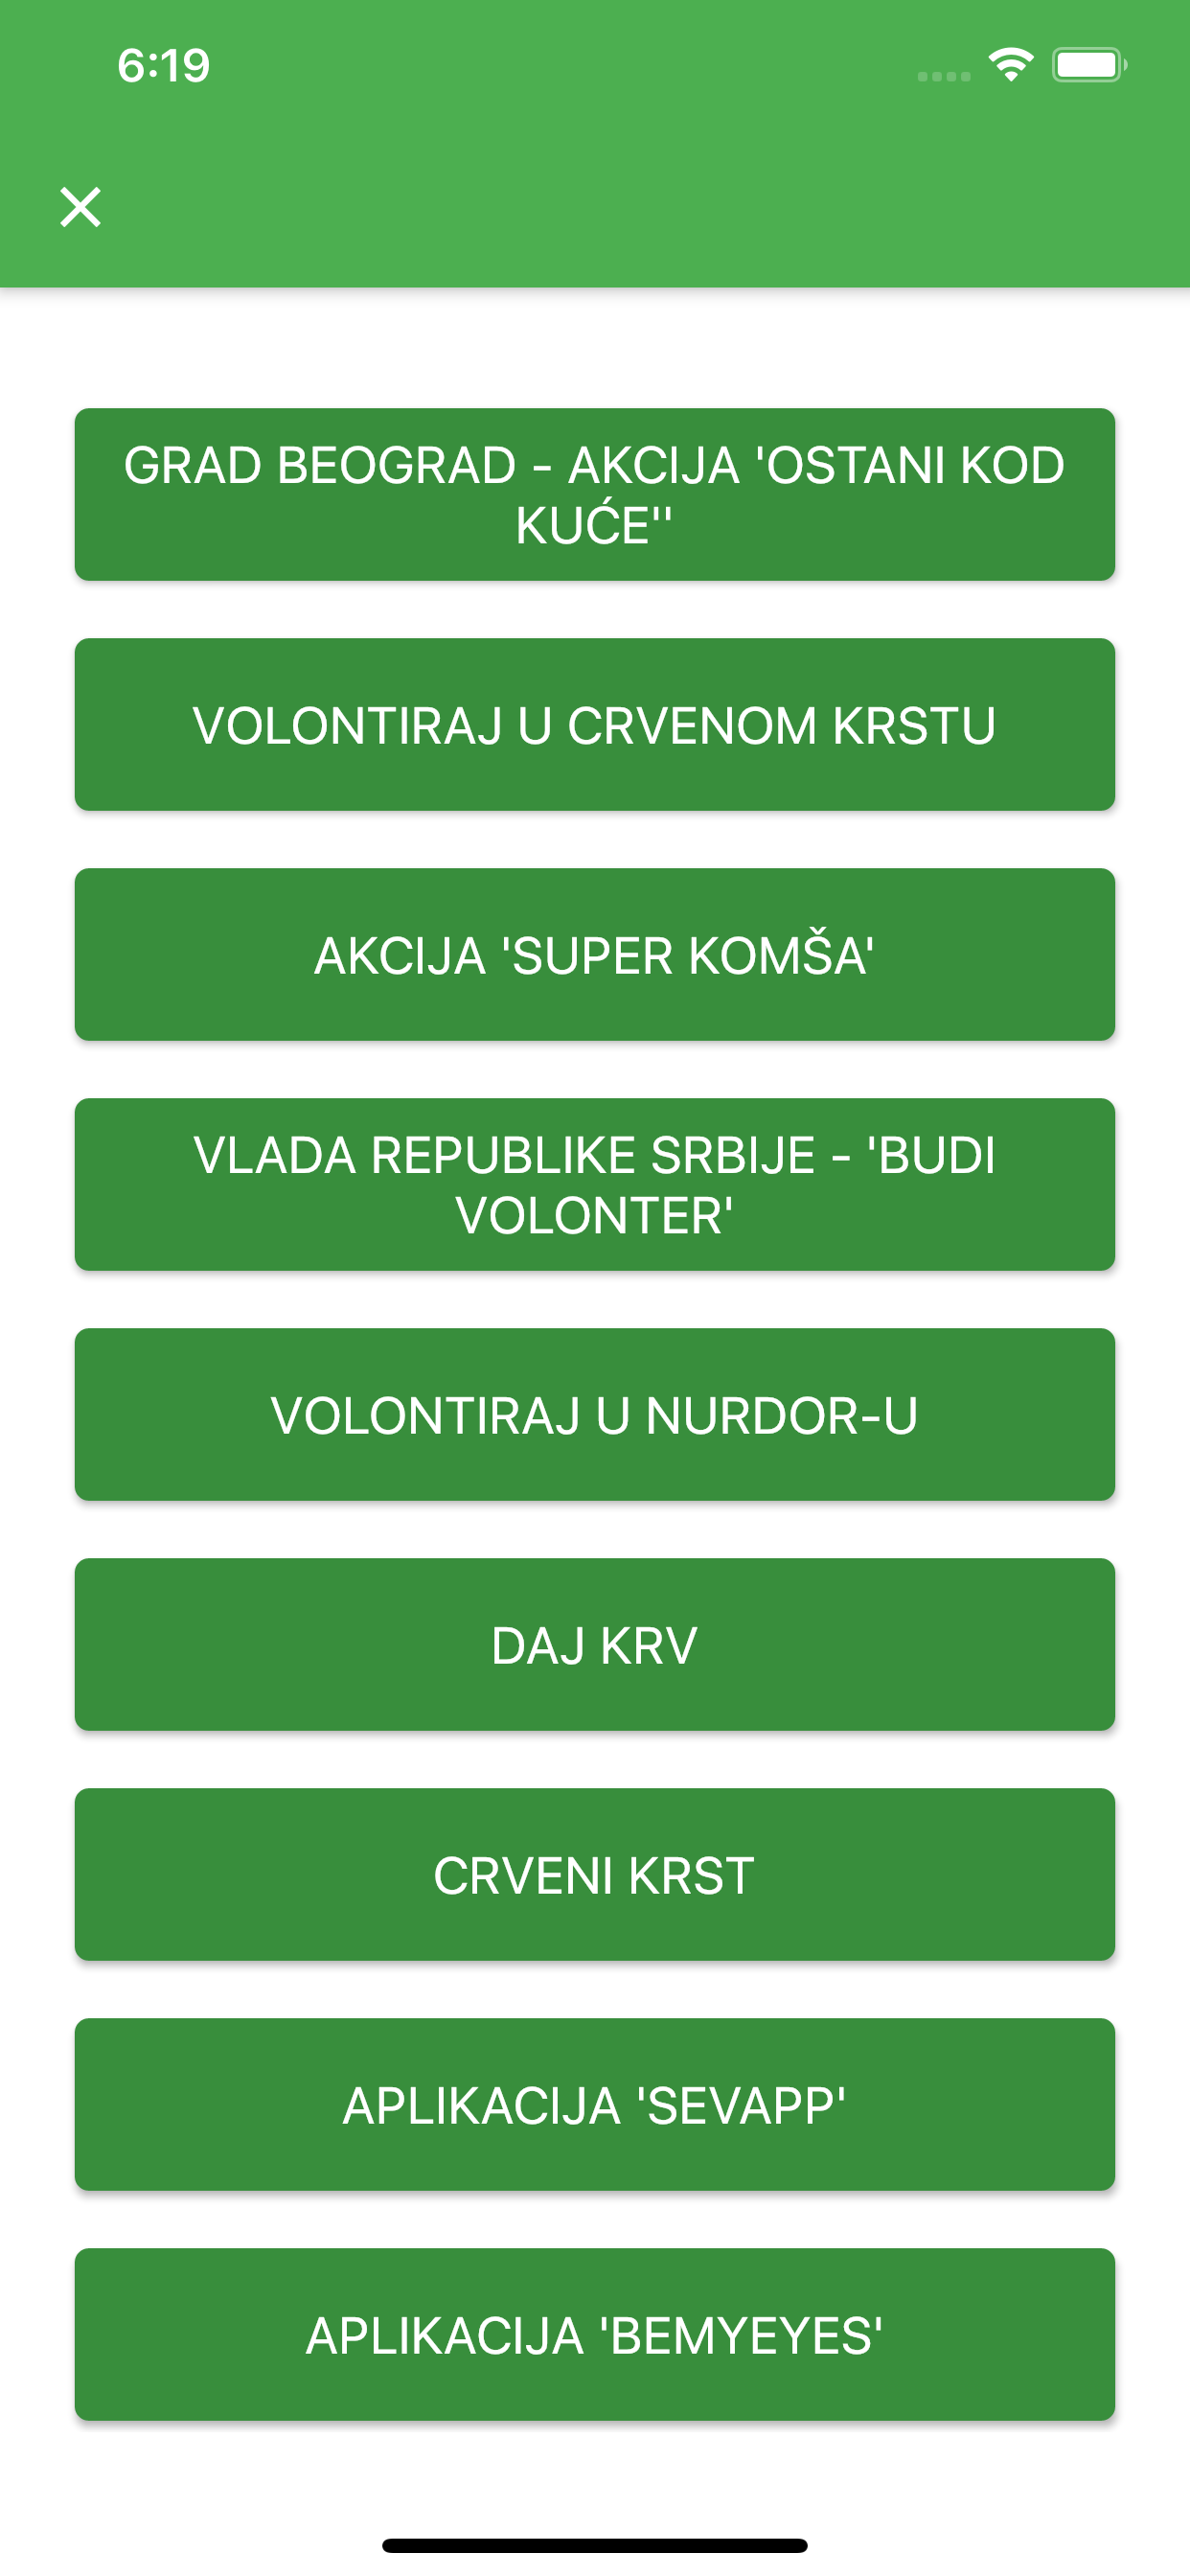 6:19
GRAD BEOGRAD - AKCIJA 'OSTANI KOD
KUĆE''
VOLONTIRAJ U CRVENOM KRSTU
AKCIJA 'SUPER KOMŠA'
VLADA REPUBLIKE SRBIJE - 'BUDI
VOLONTER'
VOLONTIRAJ U NURDOR-U
DAJ KRV
CRVENI KRST
APLIKACIJA 'SEVAPP'
APLIKACIJA 'BEMYEYES'